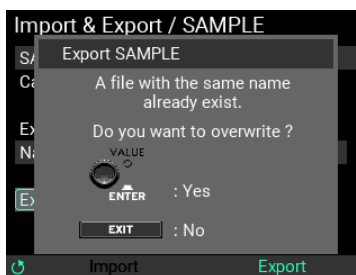 Import & Export / SAMPLE
Export SAMPLE
A file with the same name
already exist.
Do you want to overwrite ?
VALUE
ENTER : Yes
EXIT : No
Import Export